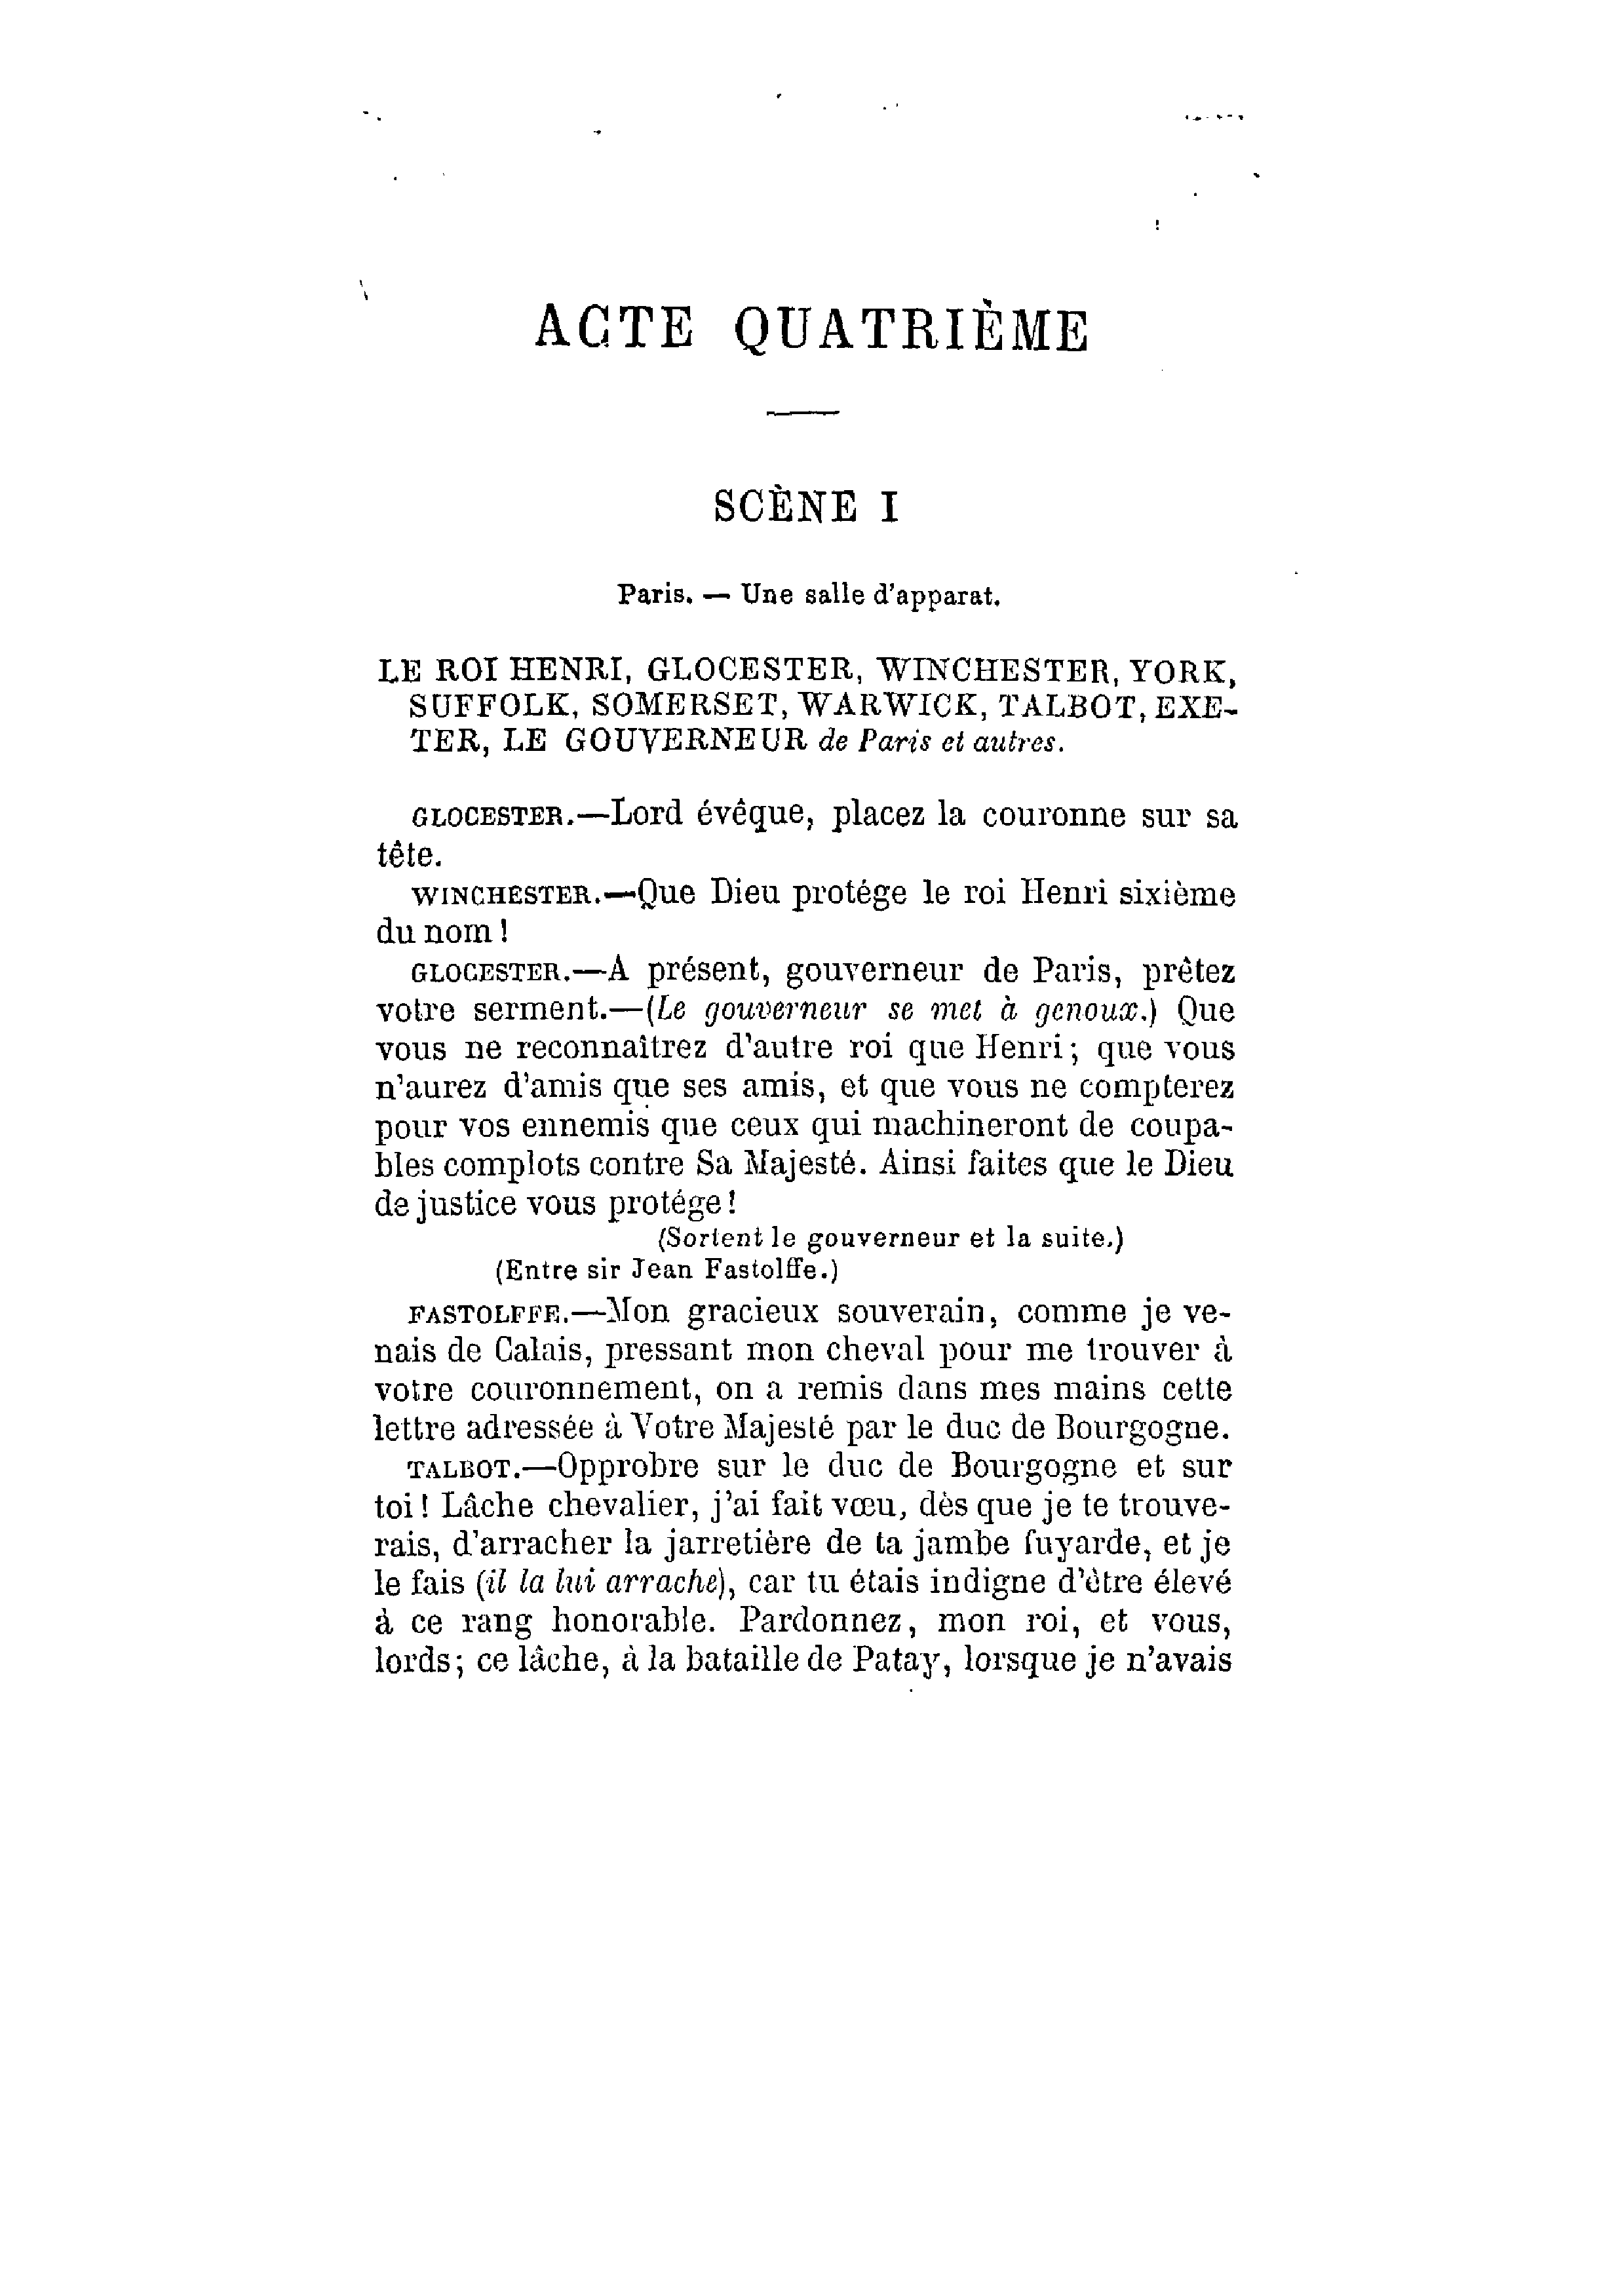 ACTE QUATRIÈME
SCÈNE I
Paris. — Une salle d'apparat.
LE ROI HENRI, GLOCESTER, WINCHESTER, YORK,
SUFFOLK, SOMERSET, WARWICK, TALBOT, EXE-
TER, LE GOUVERNEUR de Paris et autres.
GLOCESTER.—Lord évêque, placez la couronne sur sa
tête.
WINCHESTER.—Que Dieu protége le roi Henri sixième
du nom !
GLOCESTER.—A présent, gouverneur de Paris, prêtez
votre serment.—(Le gouverneur se met à genoux.) Que
vous ne reconnaîtrez d'autre roi que Henri ; que vous
n'aurez d'amis que ses amis, et que vous ne compterez
pour vos ennemis que ceux qui machineront de coupa-
bles complots contre Sa Majesté. Ainsi faites que le Dieu
de justice vous protége !
(Sortent le gouverneur et la suite.)
(Entre sir Jean Fastolffe.)
FASTOLFFE.—Mon gracieux souverain, comme je ve-
nais de Calais, pressant mon cheval pour me trouver à
votre couronnement, on a remis dans mes mains cette
lettre adressée à Votre Majesté par le duc de Bourgogne.
TALBOT.—Opprobre sur le duc de Bourgogne et sur
toi ! Lâche chevalier, j'ai fait vœu, dès que je te trouve-
rais, d'arracher la jarretière de ta jambe fuyarde, et je
le fais (il la lui arrache), car tu étais indigne d'être élevé
à ce rang honorable. Pardonnez, mon roi, et vous,
lords ; ce lâche, à la bataille de Patay, lorsque je n'avais